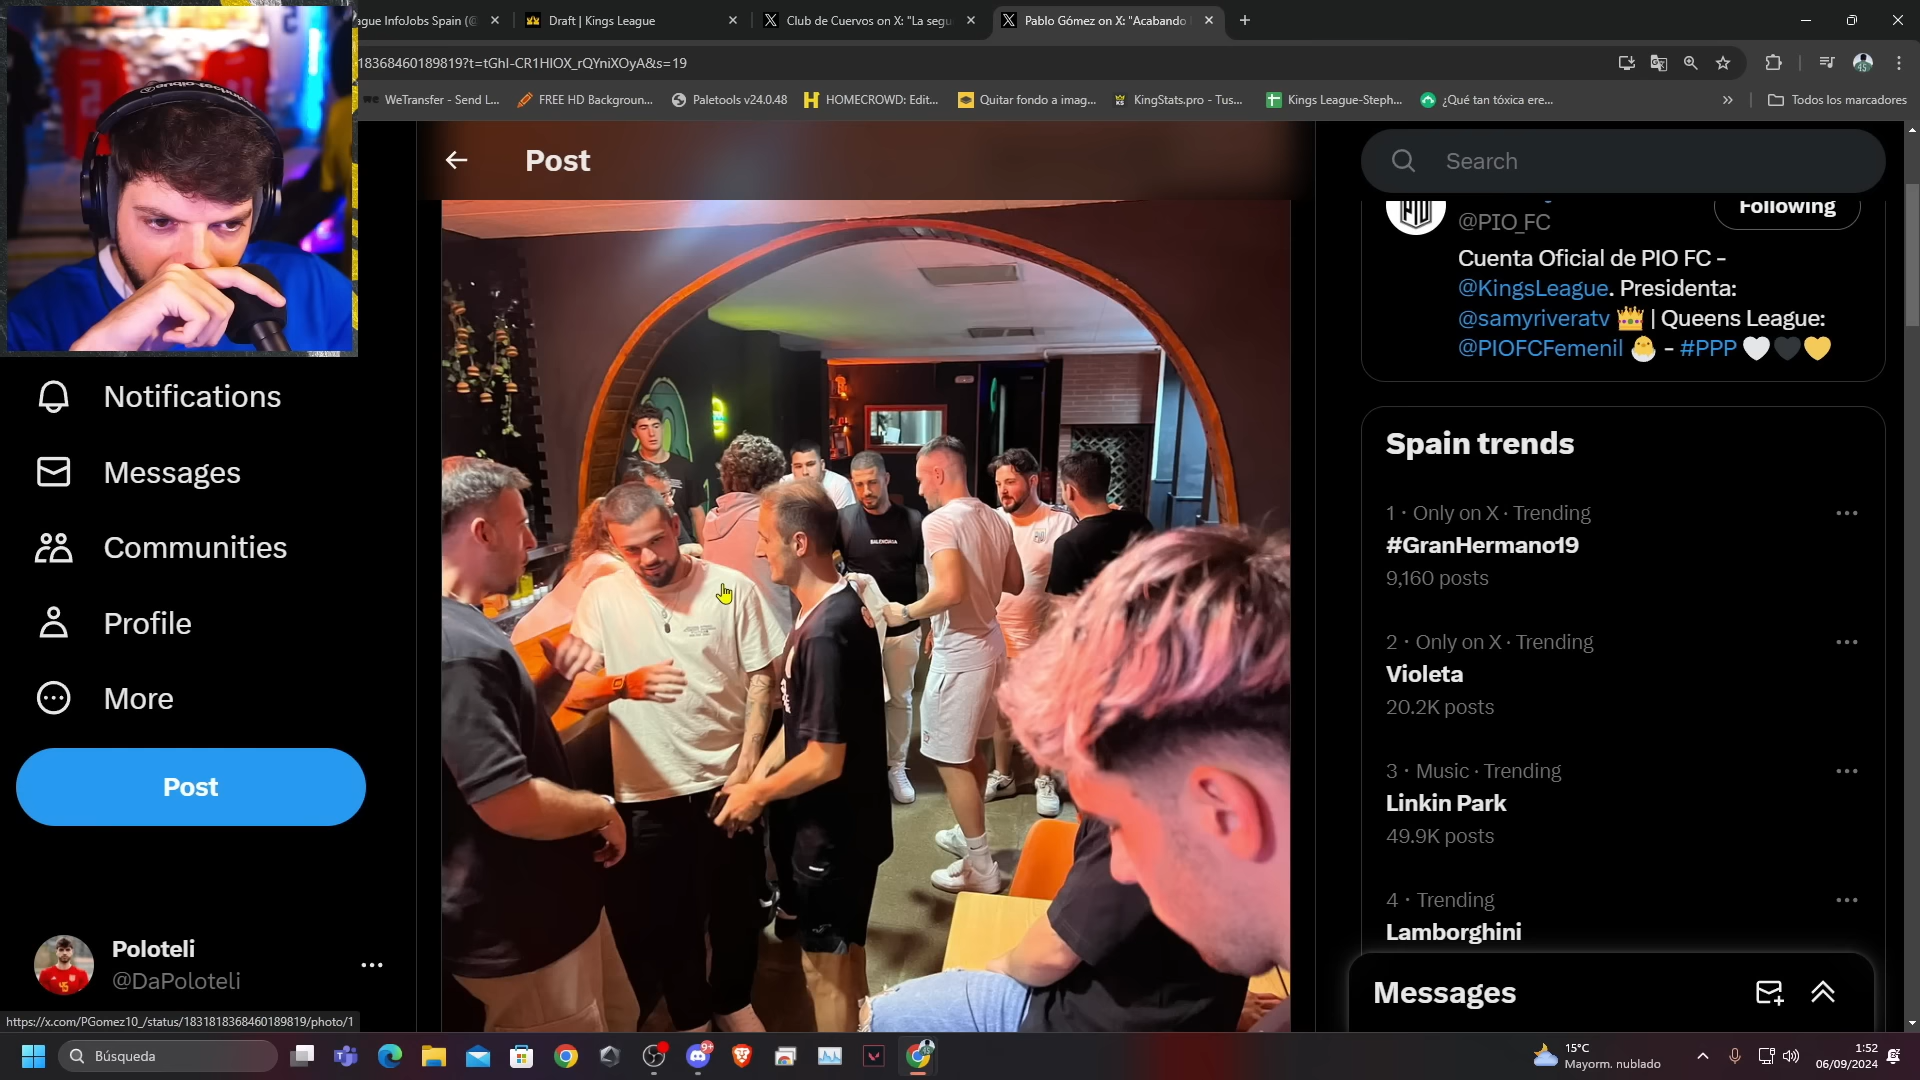 ague InfoJobs Spain (@
Draft | Kings League
Club de Cuervos on X: "La segu
Pablo Gómez on X: "Acabando
18368460189819?t=tGhI-CR1HlOX_rQYniXOyA&s=19
WeTransfer - Send L...
FREE HD Backgroun...
Paletools v24.0.48
HOMECROWD: Edit...
Quitar fondo a imag...
KingStats.pro - Tus...
Kings League-Steph...
¿Qué tan tóxica ere...
Todos los marcadores
Post
Search
@PIO_FC
Following
Cuenta Oficial de PIO FC -
@KingsLeague. Presidenta:
@samyriveratv 👑 | Queens League:
@PIOFCFemenil 🐣 - #PPP 🤍🖤💛
Spain trends
1 · Only on X · Trending
#GranHermano19
9,160 posts
2 · Only on X · Trending
Violeta
20.2K posts
3 · Music · Trending
Linkin Park
49.9K posts
4 · Trending
Lamborghini
Messages
Notifications
Messages
Communities
Profile
More
Post
Poloteli
@DaPoloteli
BALENCIAGA
https://x.com/PGomez10_/status/1831818368460189819/photo/1
Búsqueda
9+
15°C
Mayorm. nublado
1:52
06/09/2024